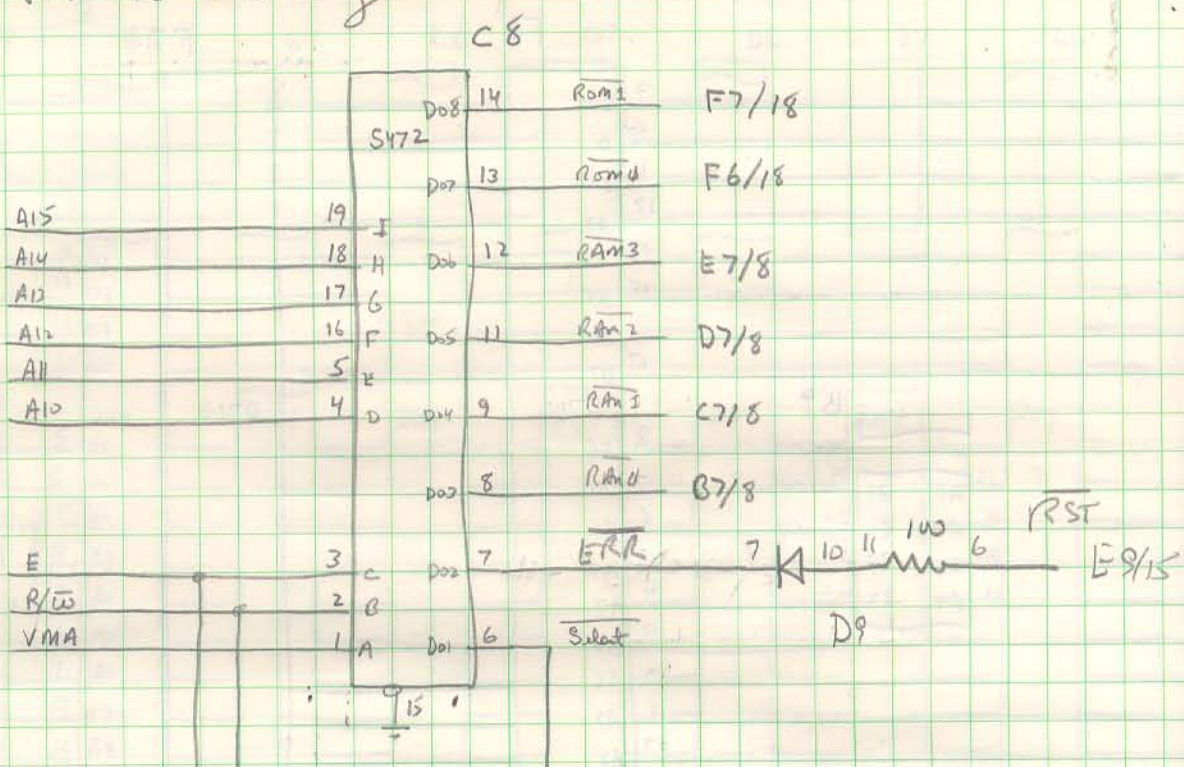 C8
D08 14 ROM1 F7/18
S472
D07 13 ROM4 F6/18
A15 19 I
A14 18 H D06 12 RAM3 E7/8
A13 17 G
A12 16 F D05 11 RAM2 D7/8
A11 5 E
A10 4 D D04 9 RAM1 C7/8
D03 8 RAM4 B7/8
RST
100
E 3 C D02 7 ERR 7 10 11 6 E9/15
R/W 2 B
VMA 1 A D01 6 Select D9
15